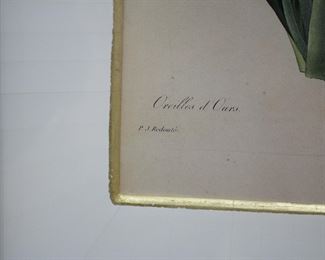 Oreilles d'Ours.
P. J. Redouté.